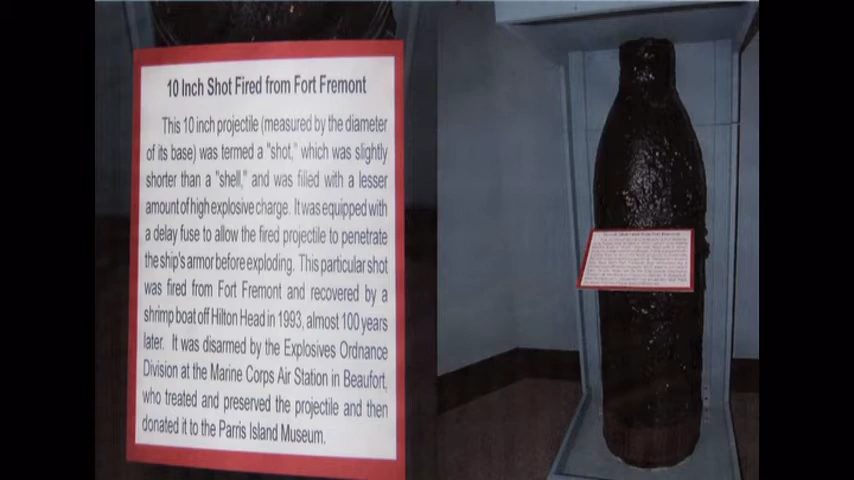 10 Inch Shot Fired from Fort Fremont
This 10 inch projectile (measured by the diameter
of its base) was termed a "shot," which was slightly
shorter than a "shell," and was filled with a lesser
amount of high explosive charge. It was equipped with
a delay fuse to allow the fired projectile to penetrate
the ship's armor before exploding. This particular shot
was fired from Fort Fremont and recovered by a
shrimp boat off Hilton Head in 1993, almost 100 years
later. It was disarmed by the Explosives Ordnance
Division at the Marine Corps Air Station in Beaufort,
who treated and preserved the projectile and then
donated it to the Parris Island Museum.